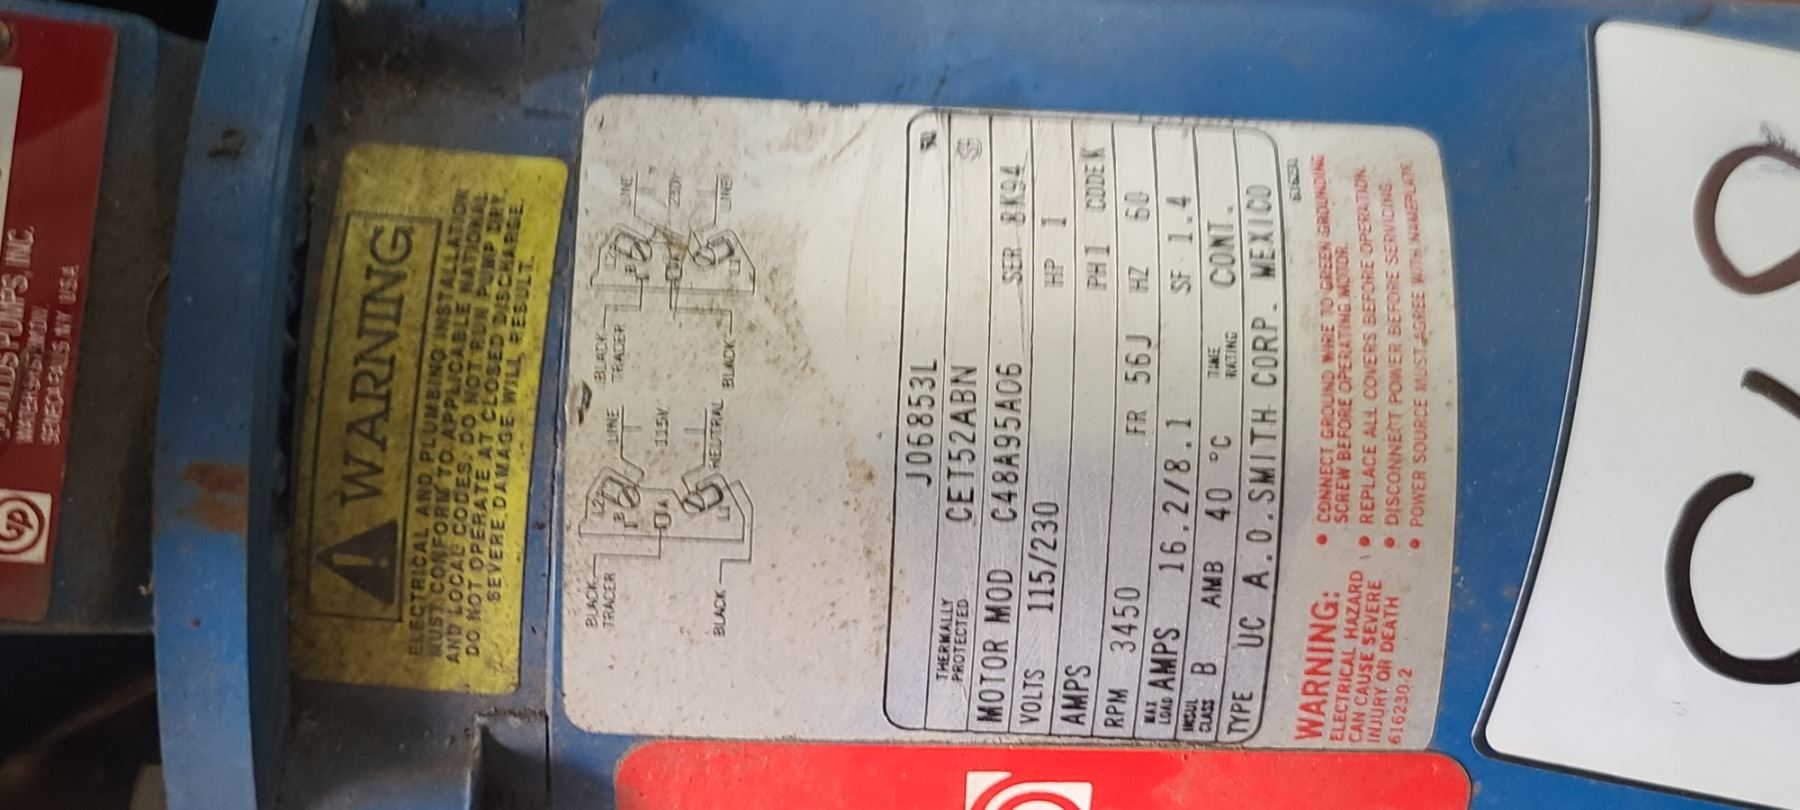 GOULDS PUMPS, INC.
SENECA FALLS NY USA
WARNING
ELECTRICAL AND PLUMBING INSTALLATION
MUST CONFORM TO APPLICABLE NATIONAL
AND LOCAL CODES. DO NOT RUN PUMP DRY.
DO NOT OPERATE AT CLOSED DISCHARGE.
SEVERE DAMAGE WILL RESULT.
BLACK TRACER
L2
B
A
L1
LINE
115V
NEUTRAL
BLACK
BLACK TRACER
B
LINE
230V
LINE
BLACK
J06853L
THERMALLY PROTECTED CET52ABN
MOTOR MOD C48A95A06 SER 8K94
VOLTS 115/230 HP 1
AMPS PH 1 CODE K
RPM 3450 FR 56J HZ 60
MAX LOAD AMPS 16.2/8.1 SF 1.4
INSUL CLASS B AMB 40 °C TIME RATING CONT.
TYPE UC A.O.SMITH CORP. MEXICO
616231
WARNING:
ELECTRICAL HAZARD
CAN CAUSE SEVERE
INJURY OR DEATH
616230-2
• CONNECT GROUND WIRE TO GREEN GROUNDING
SCREW BEFORE OPERATING MOTOR.
• REPLACE ALL COVERS BEFORE OPERATION.
• DISCONNECT POWER BEFORE SERVICING.
• POWER SOURCE MUST AGREE WITH NAMEPLATE.